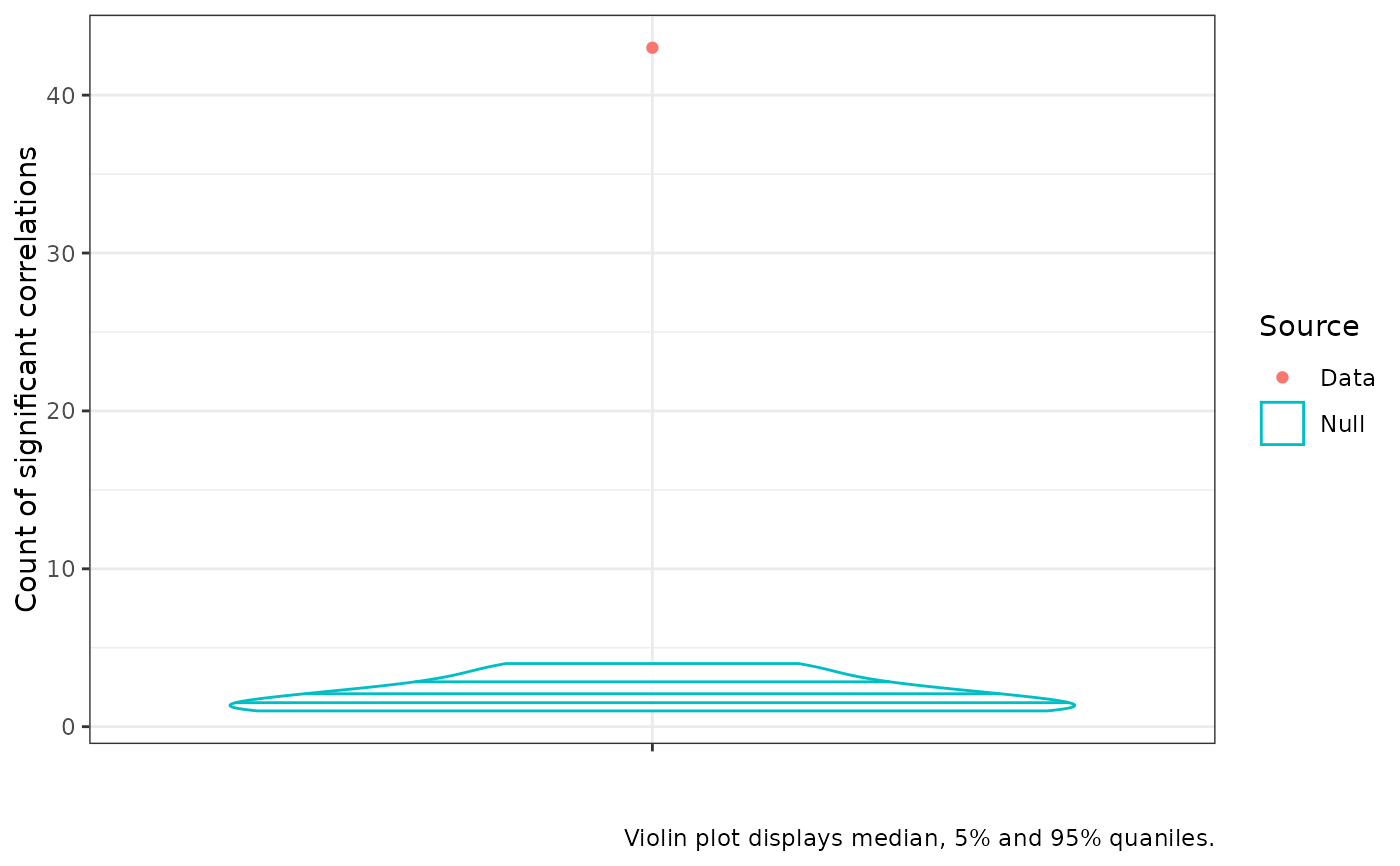 Count of significant correlations
40
30
20
10
0
Source
Data
Null
Violin plot displays median, 5% and 95% quaniles.